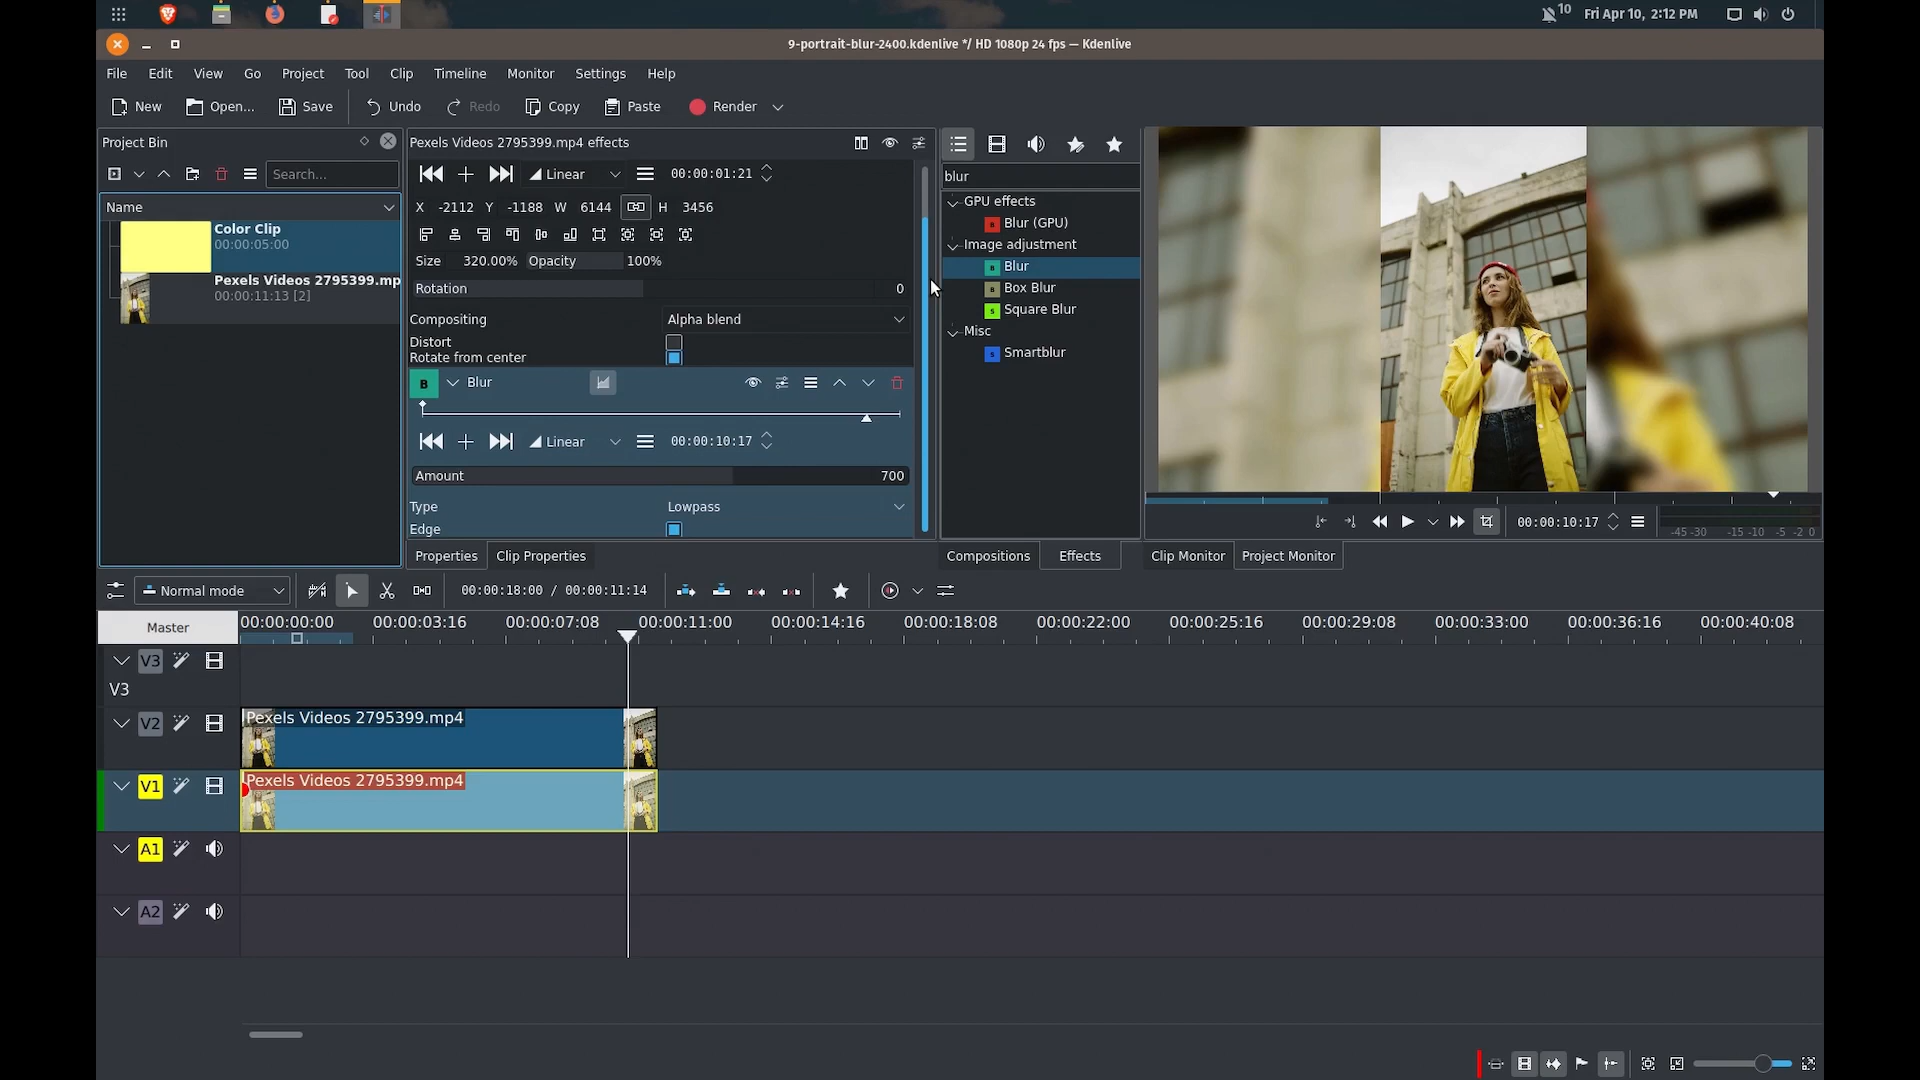 10 Fri Apr 10, 2:12 PM
9-portrait-blur-2400.kdenlive */ HD 1080p 24 fps — Kdenlive
File Edit View Go Project Tool Clip Timeline Monitor Settings Help
New Open... Save Undo Redo Copy Paste Render
Project Bin
Search...
Name
Color Clip
00:00:05:00
Pexels Videos 2795399.mp
00:00:11:13 [2]
Pexels Videos 2795399.mp4 effects
Linear 00:00:01:21
X -2112 Y -1188 W 6144 H 3456
Size 320.00% Opacity 100%
Rotation 0
Compositing Alpha blend
Distort
Rotate from center
B Blur
Linear 00:00:10:17
Amount 700
Type Lowpass
Edge
Properties Clip Properties
blur
GPU effects
Blur (GPU)
Image adjustment
B Blur
B Box Blur
S Square Blur
Misc
S Smartblur
Compositions Effects
00:00:10:17
-45 -30 -15 -10 -5 -2 0
Clip Monitor Project Monitor
Normal mode 00:00:18:00 / 00:00:11:14
Master 00:00:00:00 00:00:03:16 00:00:07:08 00:00:11:00 00:00:14:16 00:00:18:08 00:00:22:00 00:00:25:16 00:00:29:08 00:00:33:00 00:00:36:16 00:00:40:08
V3
V3
V2 Pexels Videos 2795399.mp4
V1 Pexels Videos 2795399.mp4
A1
A2